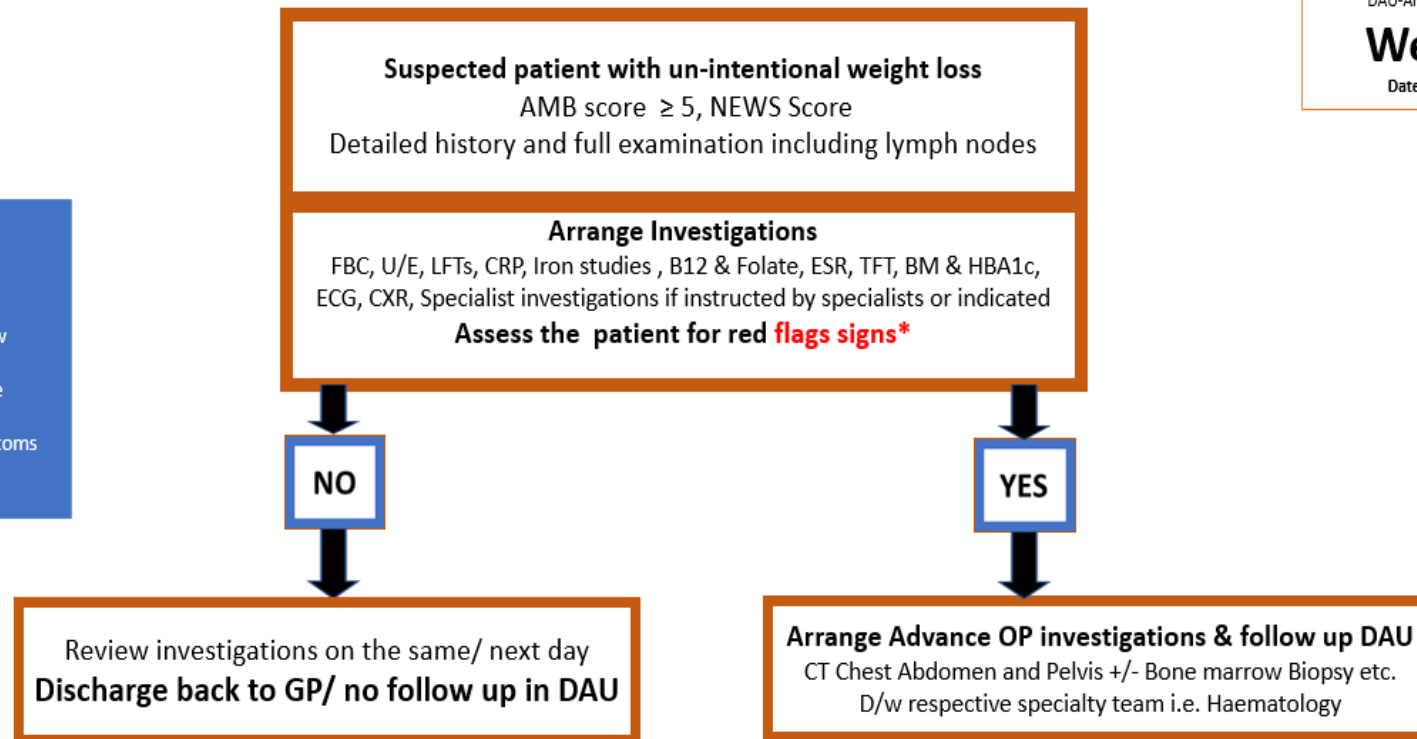 Suspected patient with un-intentional weight loss
AMB score ≥ 5, NEWS Score
Detailed history and full examination including lymph nodes
Arrange Investigations
FBC, U/E, LFTs, CRP, Iron studies , B12 & Folate, ESR, TFT, BM & HBA1c,
ECG, CXR, Specialist investigations if instructed by specialists or indicated
Assess the patient for red flags signs*
NO
YES
Review investigations on the same/ next day
Discharge back to GP/ no follow up in DAU
Arrange Advance OP investigations & follow up DAU
CT Chest Abdomen and Pelvis +/- Bone marrow Biopsy etc.
D/w respective specialty team i.e. Haematology
Date